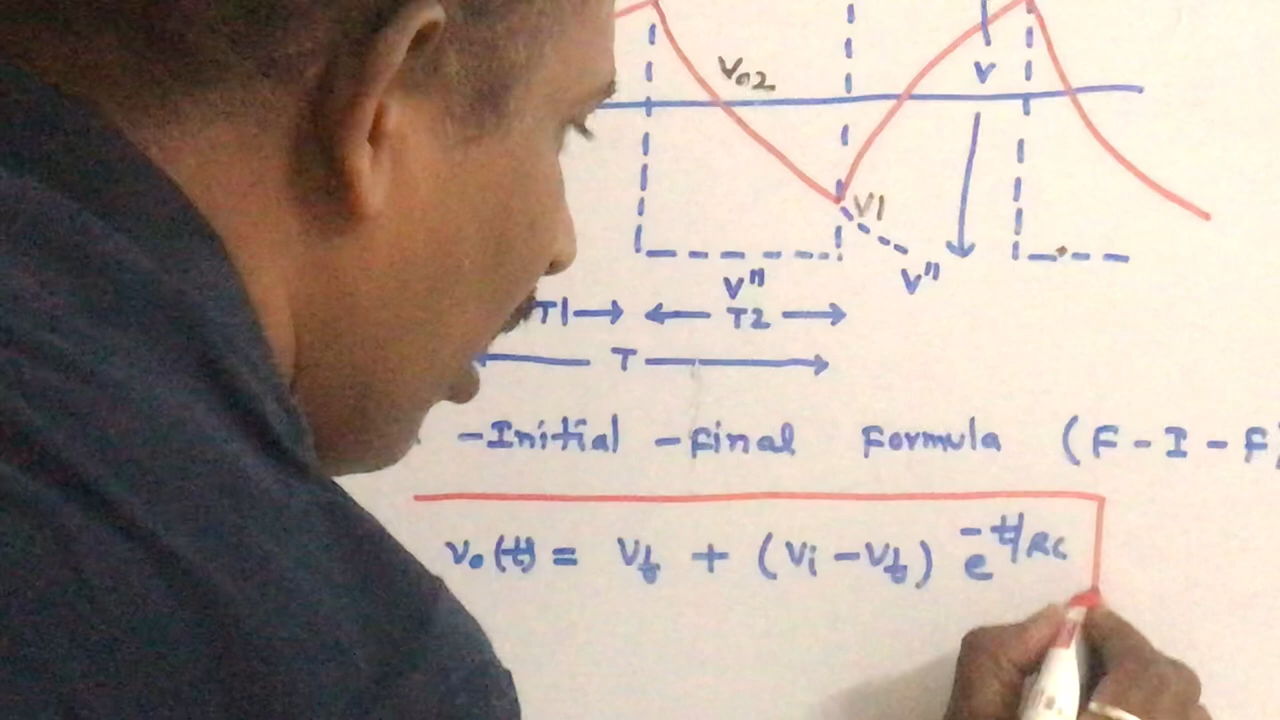 Vo2
V
V1
V" V"
T1 T2
T
-Initial -final Formula (F-I-F)
vo(t) = Vf + (Vi-Vf) e-t/RC